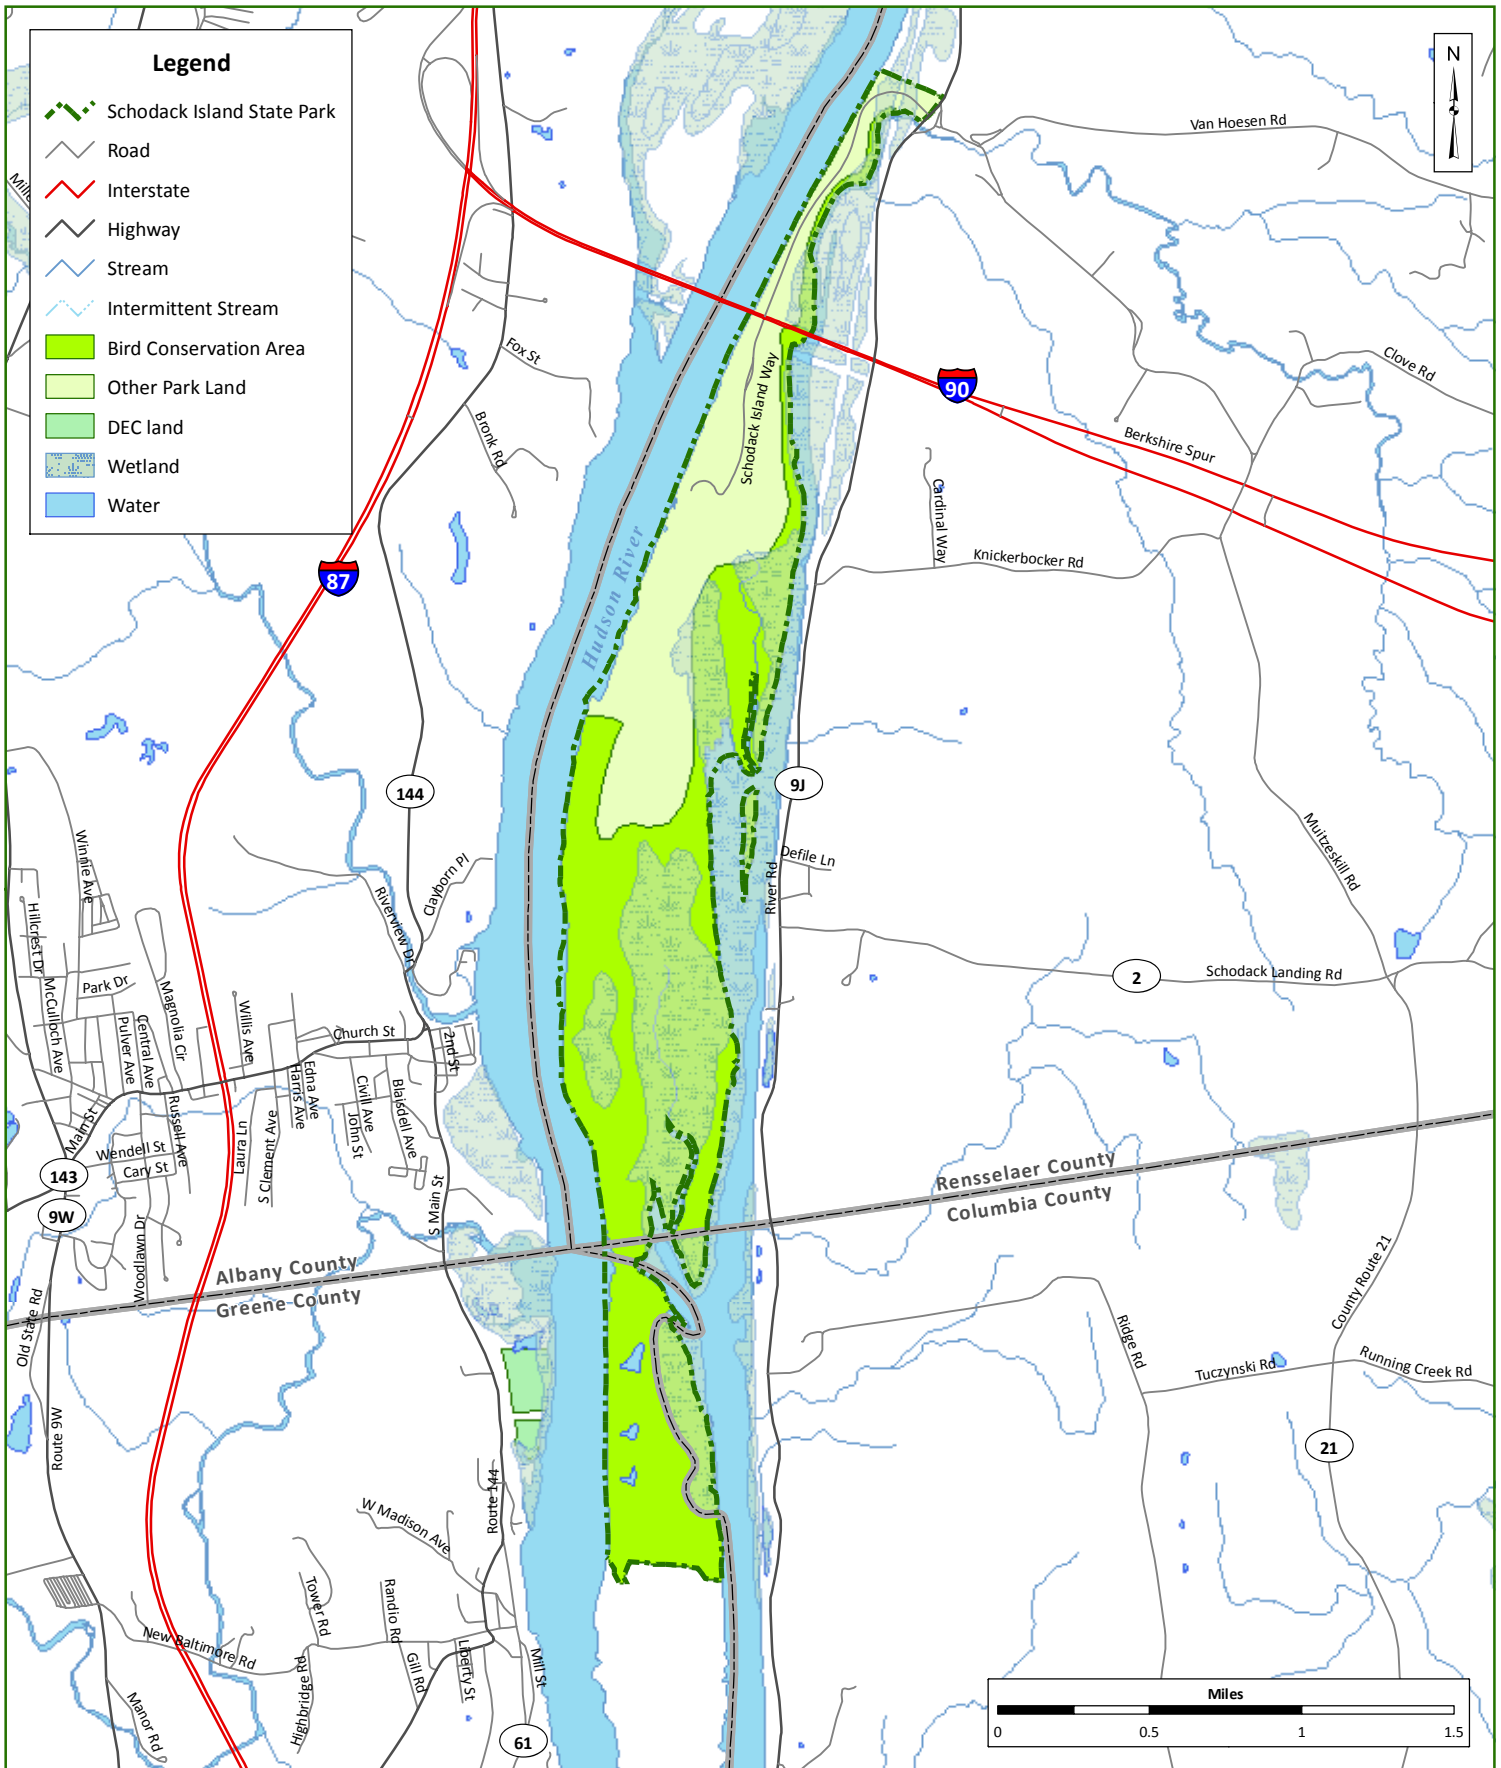 Legend
Schodack Island State Park
Road
Interstate
Highway
Stream
Intermittent Stream
Bird Conservation Area
Other Park Land
DEC land
Wetland
Water
N
Van Hoesen Rd
Fox St
Bronk Rd
Schodack Island Way
90
Clove Rd
Berkshire Spur
Cardinal Way
Knickerbocker Rd
87
Hudson River
144
9J
Winnie Ave
Clayborn Pl
Defile Ln
River Rd
Muitzeskill Rd
Riverview Dr
Hillcrest Dr
McCulloch Ave
Park Dr
Magnolia Cir
2
Schodack Landing Rd
Pulver Ave
Central Ave
Willis Ave
Church St
2nd St
Edna Ave
Harris Ave
Civill Ave
John St
Blaisdell Ave
Main St
Russell Ave
Laura Ln
S Clement Ave
Wendell St
Cary St
143
9W
Woodlawn Dr
S Main St
Rensselaer County
Columbia County
Albany County
Greene County
Old State Rd
County Route 21
Ridge Rd
Tuczynski Rd
Running Creek Rd
Route 9W
21
Route 144
W Madison Ave
Tower Rd
Randio Rd
New Baltimore Rd
Highbridge Rd
Gill Rd
Liberty St
Mill St
Manor Rd
61
Miles
0 0.5 1 1.5